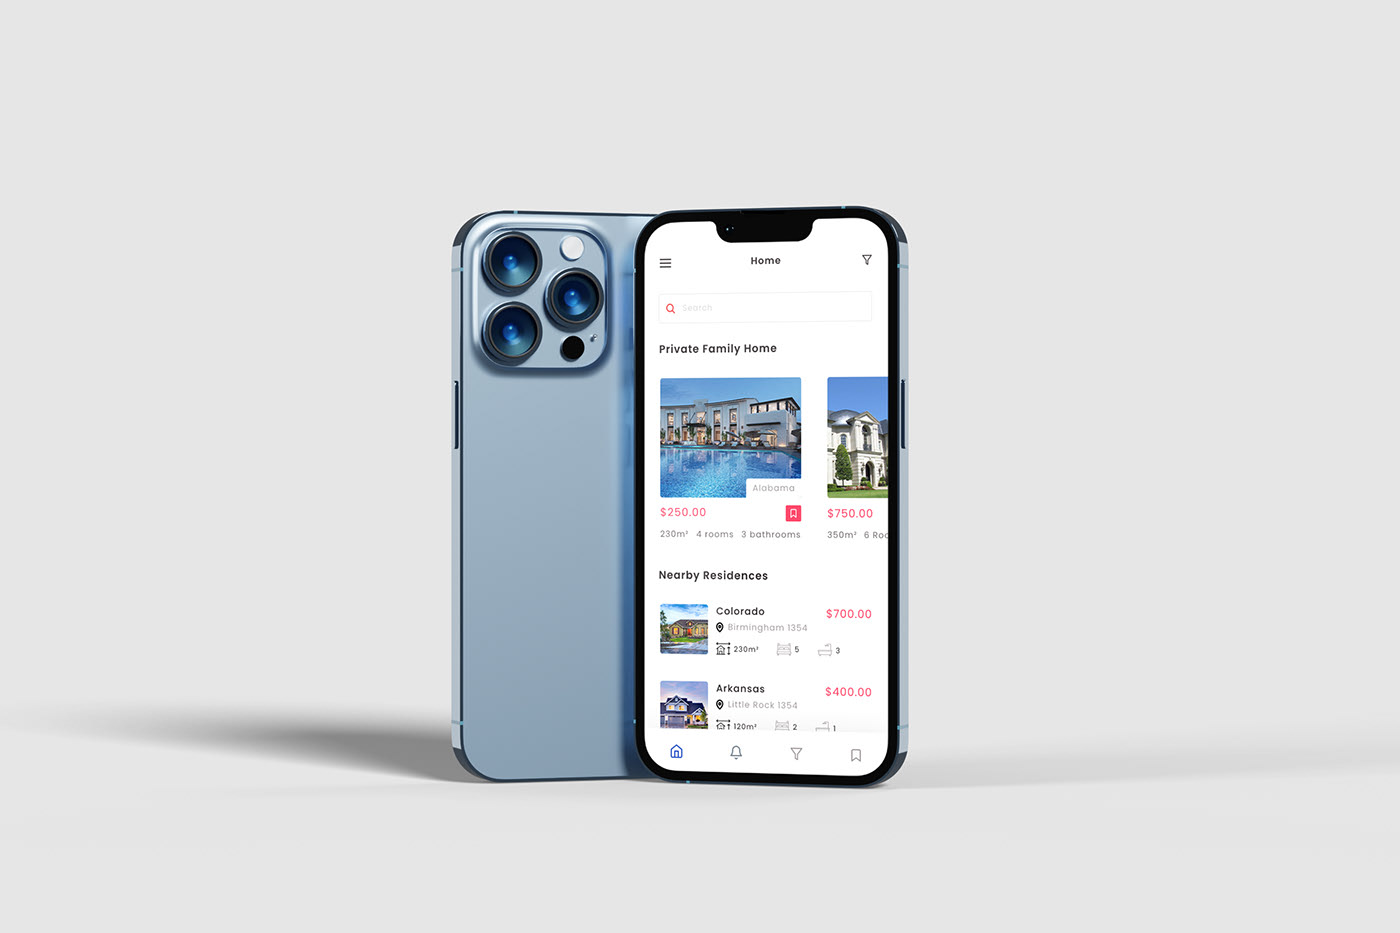 Home
Search
Private Family Home
Alabama
$250.00
230m² 4 rooms 3 bathrooms
$750.00
350m² 6 Roo
Nearby Residences
Colorado
$700.00
Birmingham 1354
230m² 5 3
Arkansas
$400.00
Little Rock 1354
120m² 2 1